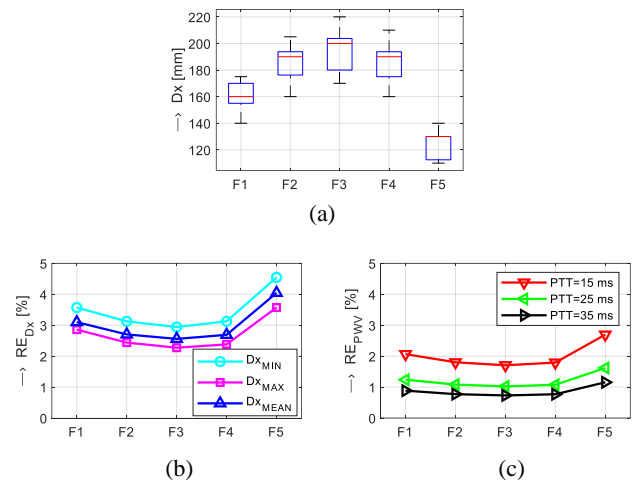 220
200
180
160
140
120
—> Dx [mm]
F1 F2 F3 F4 F5
(a)
5
4
3
2
1
0
—> RE_Dx [%]
Dx_MIN
Dx_MAX
Dx_MEAN
F1 F2 F3 F4 F5
(b)
5
4
3
2
1
0
—> RE_PWV [%]
PTT=15 ms
PTT=25 ms
PTT=35 ms
F1 F2 F3 F4 F5
(c)